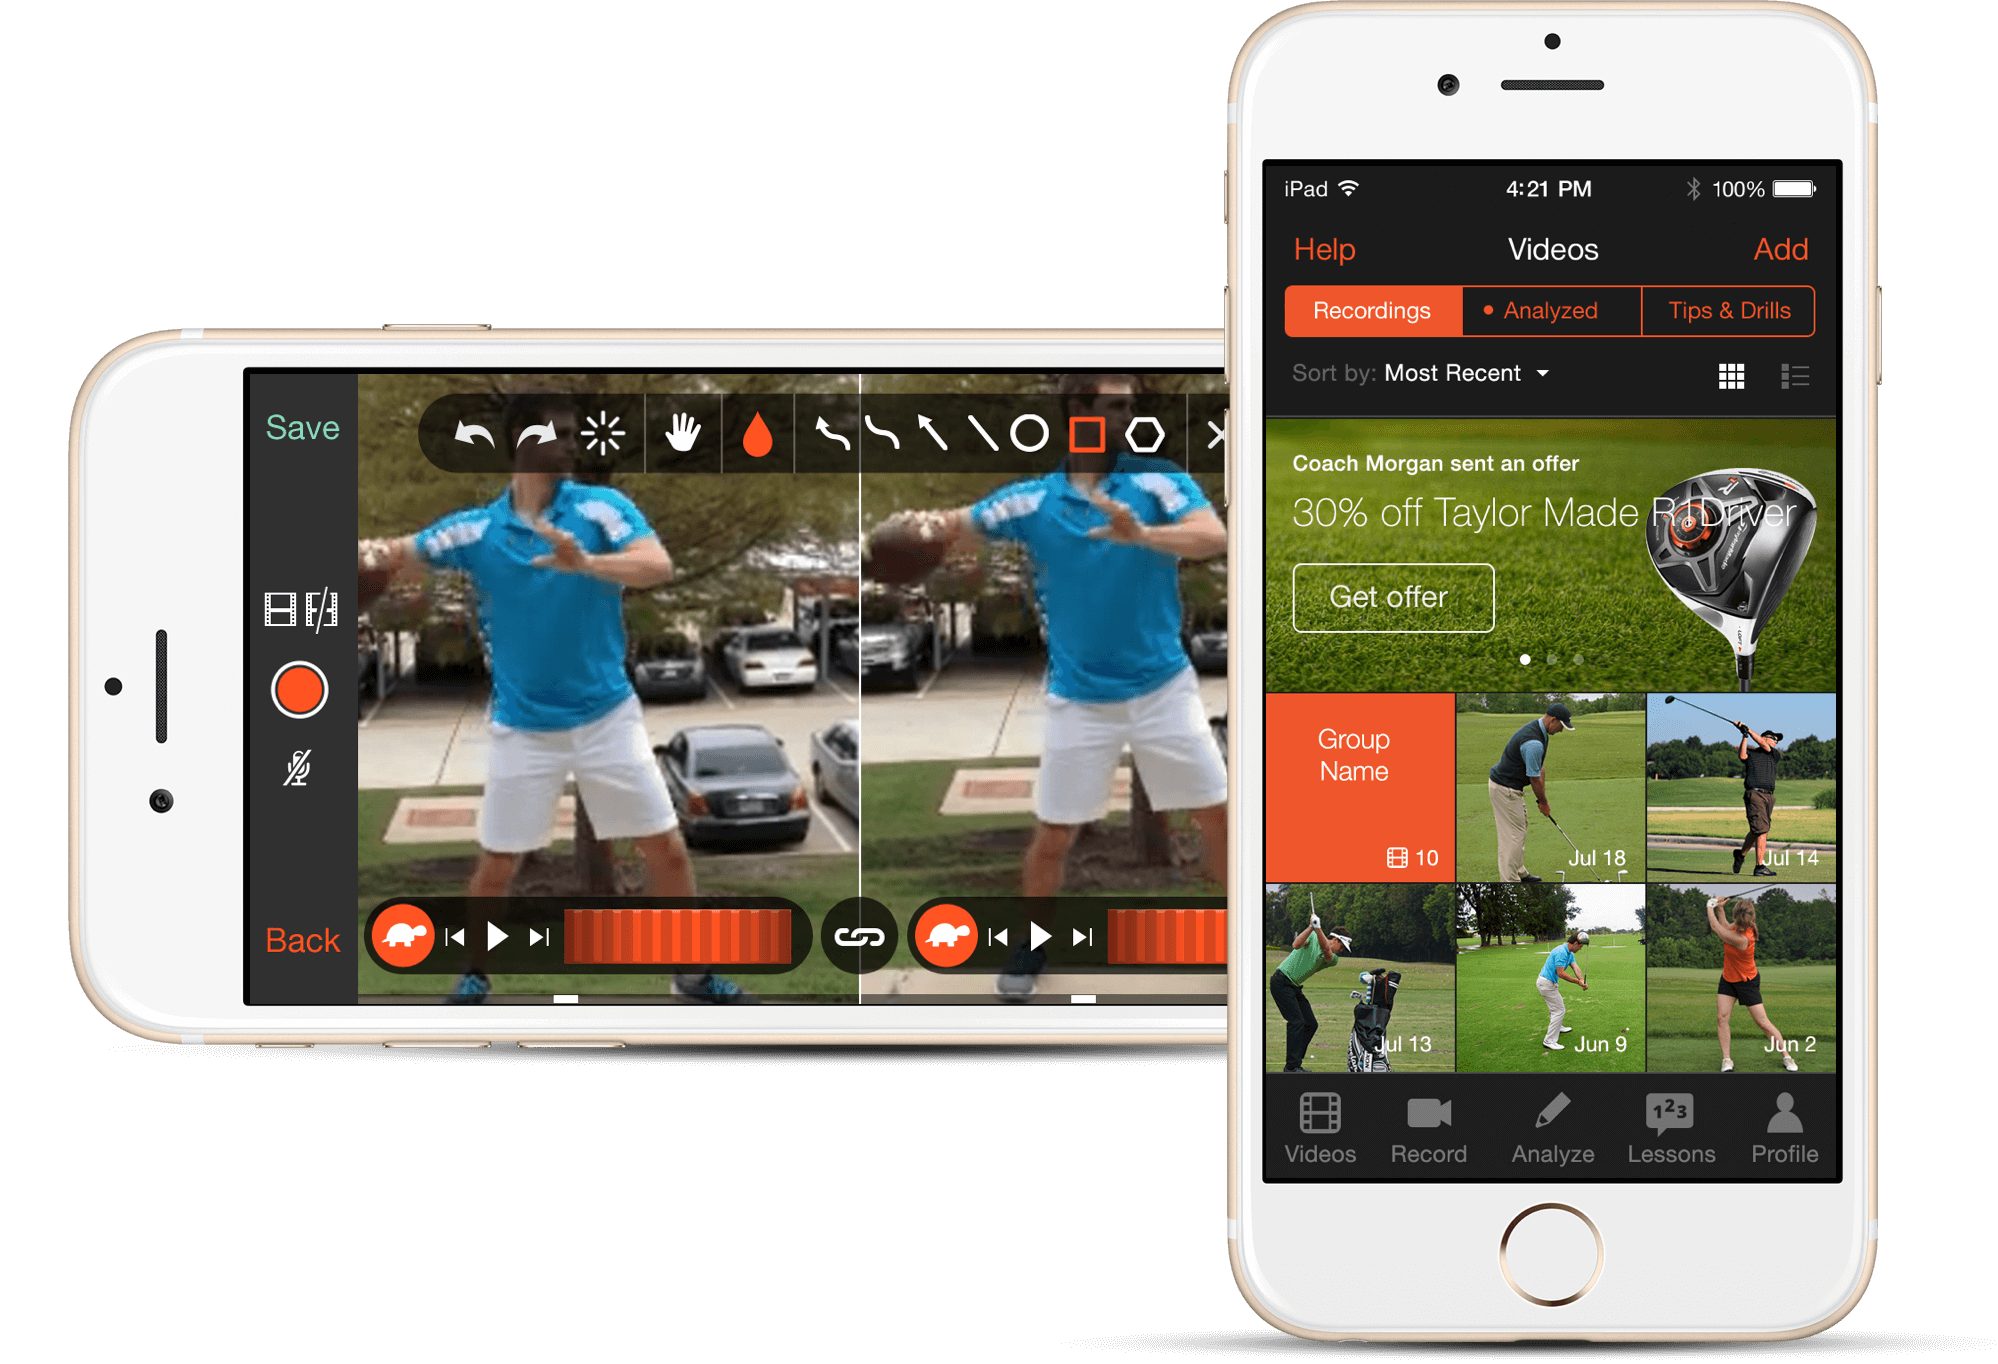 Save
Back
iPad
4:21 PM
100%
Help
Videos
Add
Recordings
Analyzed
Tips & Drills
Sort by: Most Recent
Coach Morgan sent an offer
30% off Taylor Made R1Driver
Get offer
Group
Name
10
Jul 18
Jul 14
Jul 13
Jun 9
Jun 2
123
Videos
Record
Analyze
Lessons
Profile